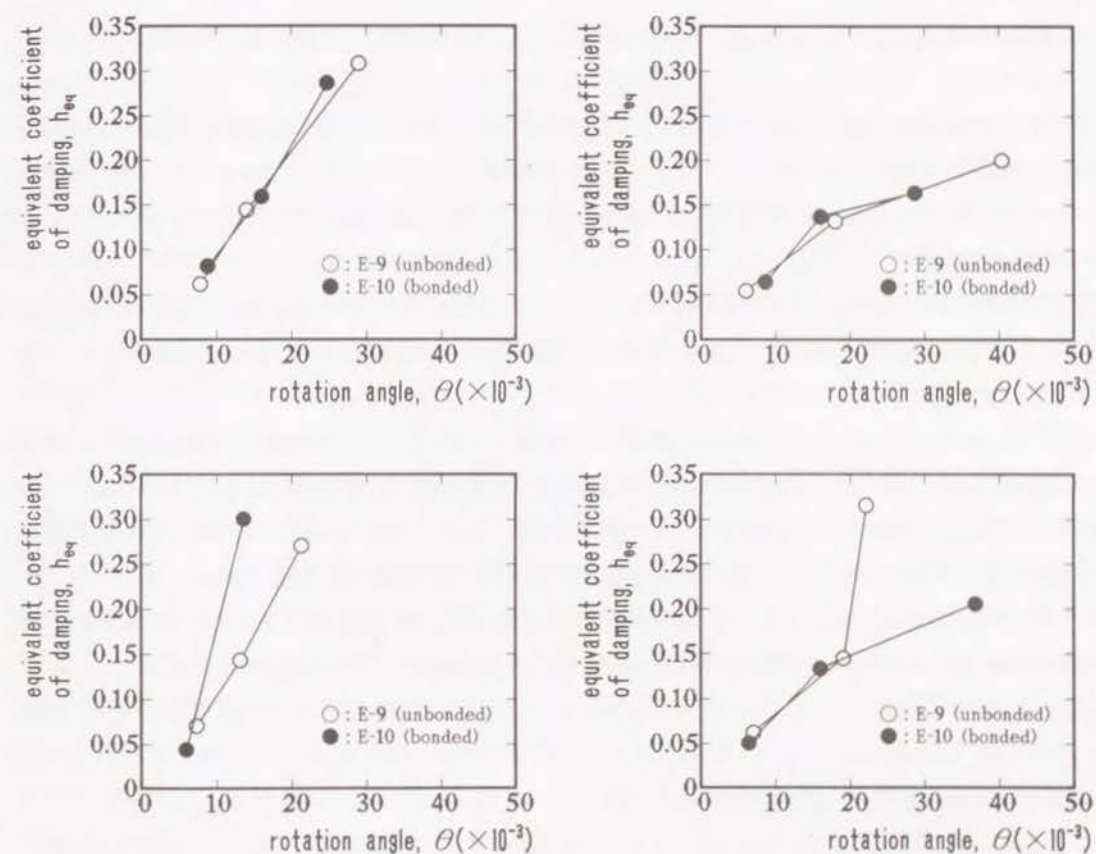 equivalent coefficient
of damping, heq
0.35
0.30
0.25
0.20
0.15
0.10
0.05
0
○: E-9 (unbonded)
●: E-10 (bonded)
0 10 20 30 40 50
rotation angle, θ(×10⁻³)
equivalent coefficient
of damping, heq
0.35
0.30
0.25
0.20
0.15
0.10
0.05
0
○: E-9 (unbonded)
●: E-10 (bonded)
0 10 20 30 40 50
rotation angle, θ(×10⁻³)
equivalent coefficient
of damping, heq
0.35
0.30
0.25
0.20
0.15
0.10
0.05
0
○: E-9 (unbonded)
●: E-10 (bonded)
0 10 20 30 40 50
rotation angle, θ(×10⁻³)
equivalent coefficient
of damping, heq
0.35
0.30
0.25
0.20
0.15
0.10
0.05
0
○: E-9 (unbonded)
●: E-10 (bonded)
0 10 20 30 40 50
rotation angle, θ(×10⁻³)